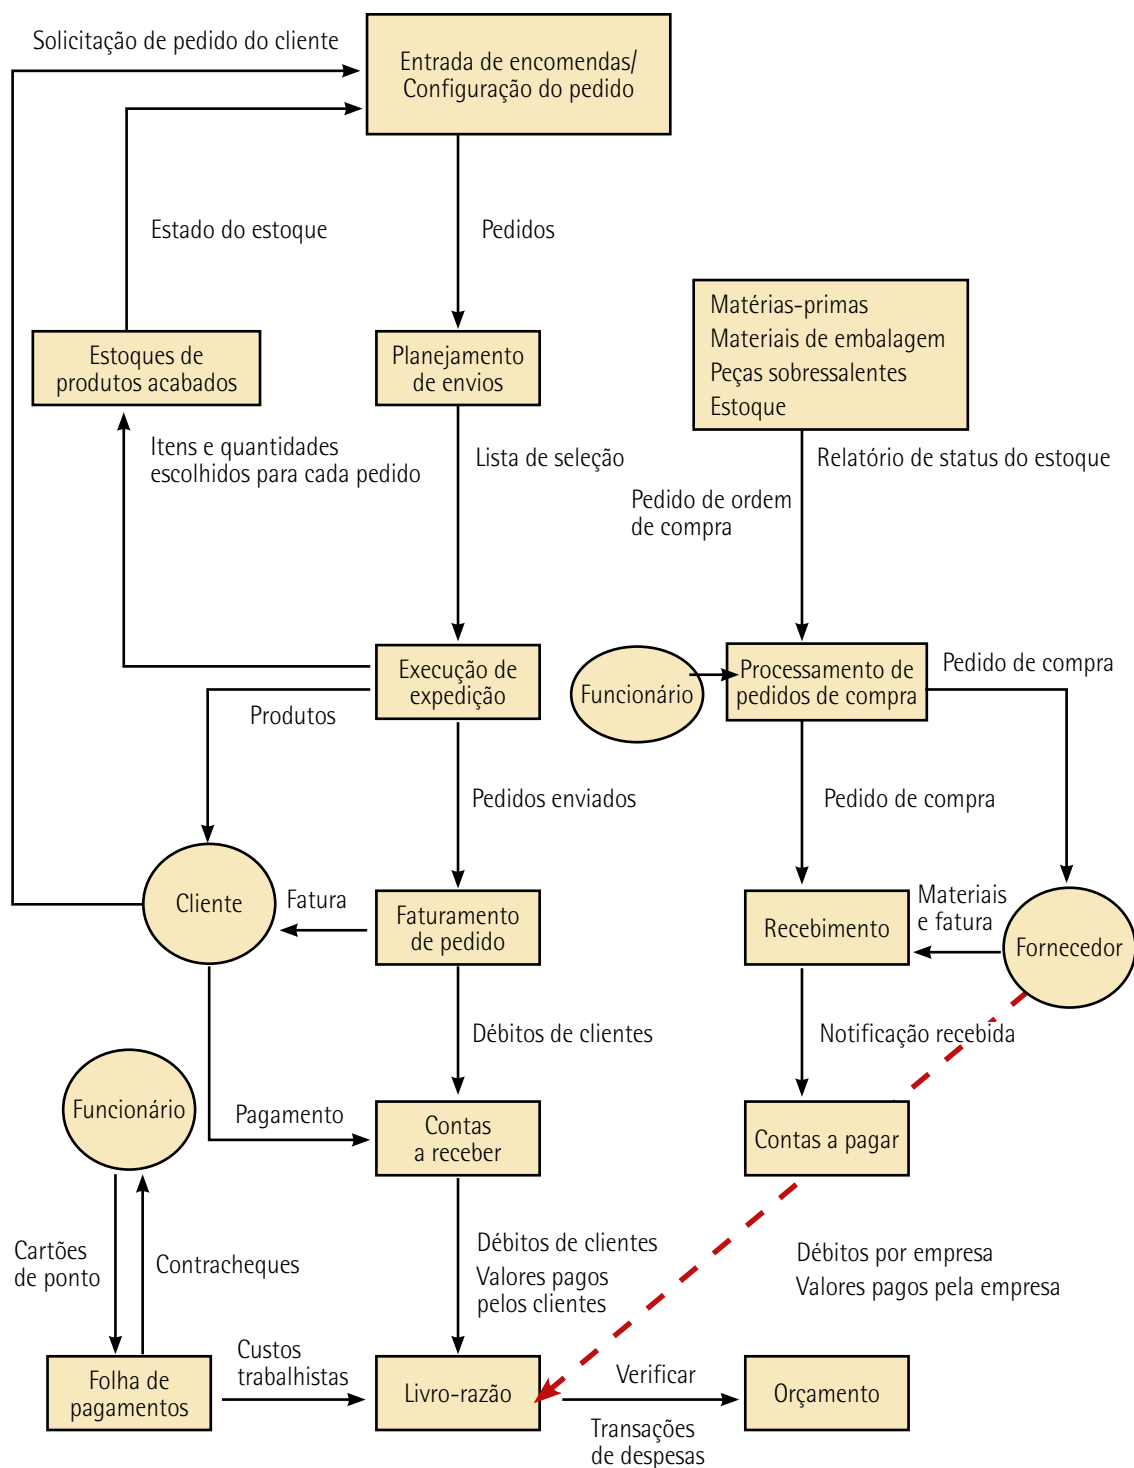 Solicitação de pedido do cliente
Entrada de encomendas/
Configuração do pedido
Estado do estoque
Pedidos
Matérias-primas
Materiais de embalagem
Peças sobressalentes
Estoque
Estoques de
produtos acabados
Planejamento
de envios
Itens e quantidades
escolhidos para cada pedido
Lista de seleção
Relatório de status do estoque
Pedido de ordem
de compra
Execução de
expedição
Funcionário
Processamento de
pedidos de compra
Pedido de compra
Produtos
Pedidos enviados
Pedido de compra
Cliente
Fatura
Faturamento
de pedido
Recebimento
Materiais
e fatura
Fornecedor
Débitos de clientes
Notificação recebida
Funcionário
Pagamento
Contas
a receber
Contas a pagar
Cartões
de ponto
Contracheques
Débitos de clientes
Valores pagos
pelos clientes
Débitos por empresa
Valores pagos pela empresa
Folha de
pagamentos
Custos
trabalhistas
Livro-razão
Verificar
Transações
de despesas
Orçamento